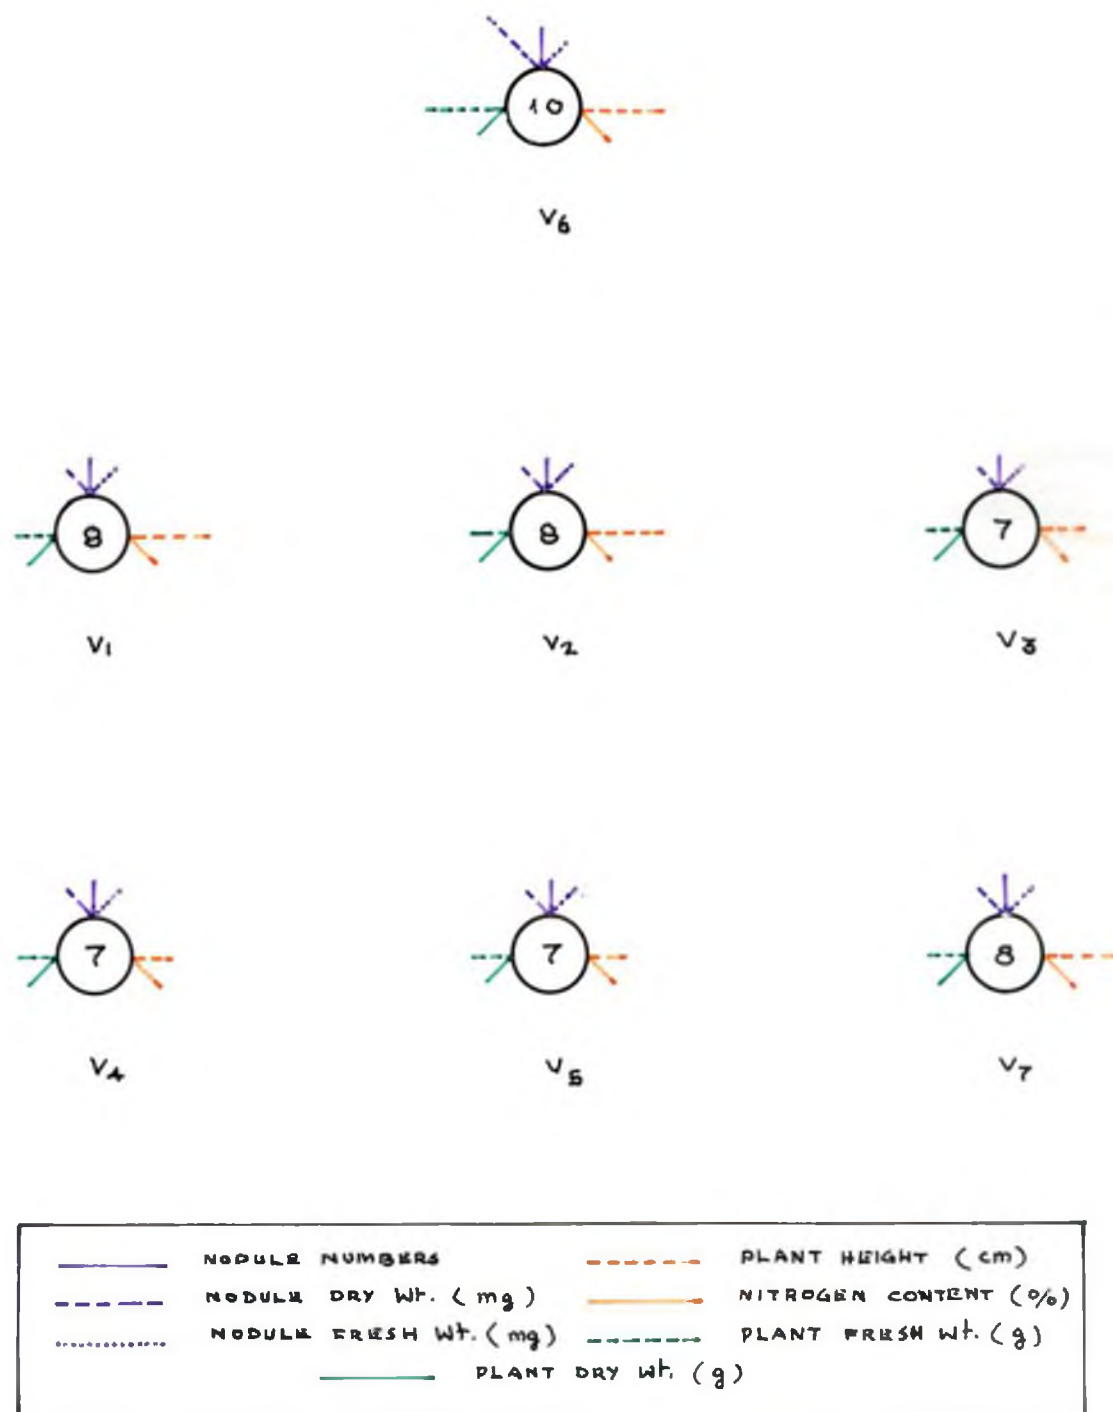 10
V6
8 8 7
V1 V2 V3
7 7 8
V4 V5 V7
NODULE NUMBERS PLANT HEIGHT (cm)
NODULE DRY Wt. (mg) NITROGEN CONTENT (%)
NODULE FRESH Wt. (mg) PLANT FRESH Wt. (g)
PLANT DRY Wt. (g)